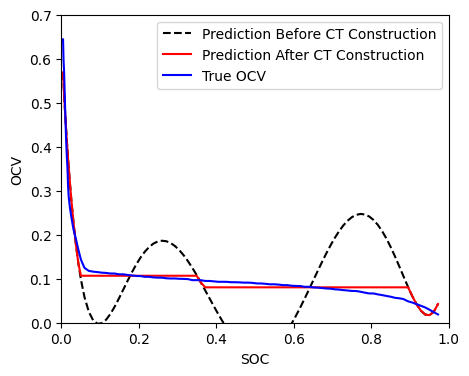 0.7
0.6
0.5
0.4
0.3
0.2
0.1
0.0
OCV
Prediction Before CT Construction
Prediction After CT Construction
True OCV
0.0 0.2 0.4 0.6 0.8 1.0
SOC